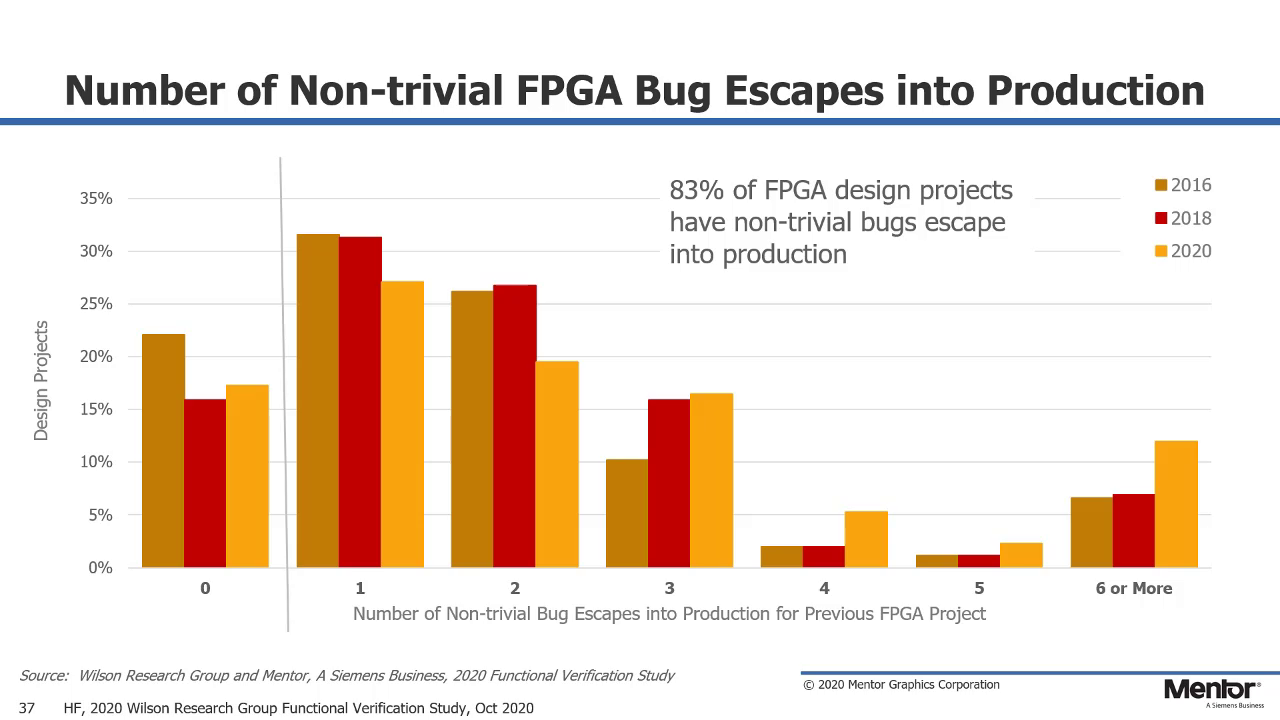 Number of Non-trivial FPGA Bug Escapes into Production
83% of FPGA design projects
have non-trivial bugs escape
into production
2016
2018
2020
35%
30%
25%
20%
15%
10%
5%
0%
Design Projects
0
1
2
3
4
5
6 or More
Number of Non-trivial Bug Escapes into Production for Previous FPGA Project
Source: Wilson Research Group and Mentor, A Siemens Business, 2020 Functional Verification Study
© 2020 Mentor Graphics Corporation
Mentor®
A Siemens Business
37 HF, 2020 Wilson Research Group Functional Verification Study, Oct 2020